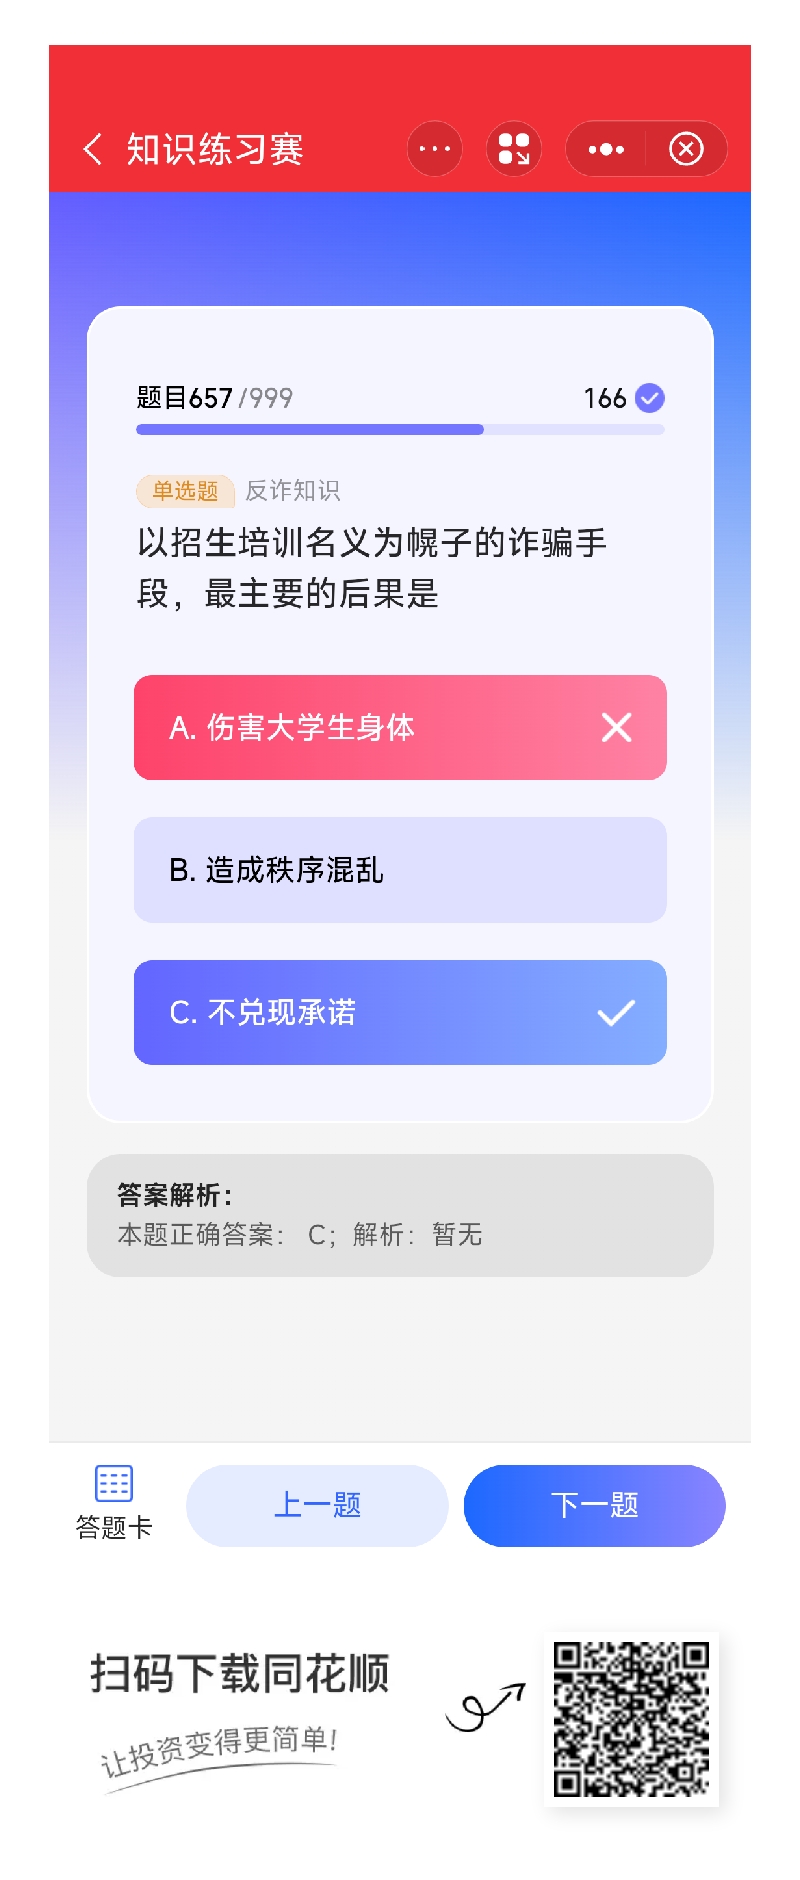 知识练习赛
题目657/999
166
单选题 反诈知识
以招生培训名义为幌子的诈骗手
段，最主要的后果是
A. 伤害大学生身体
B. 造成秩序混乱
C. 不兑现承诺
答案解析：
本题正确答案： C；解析：暂无
答题卡
上一题
下一题
扫码下载同花顺
让投资变得更简单!